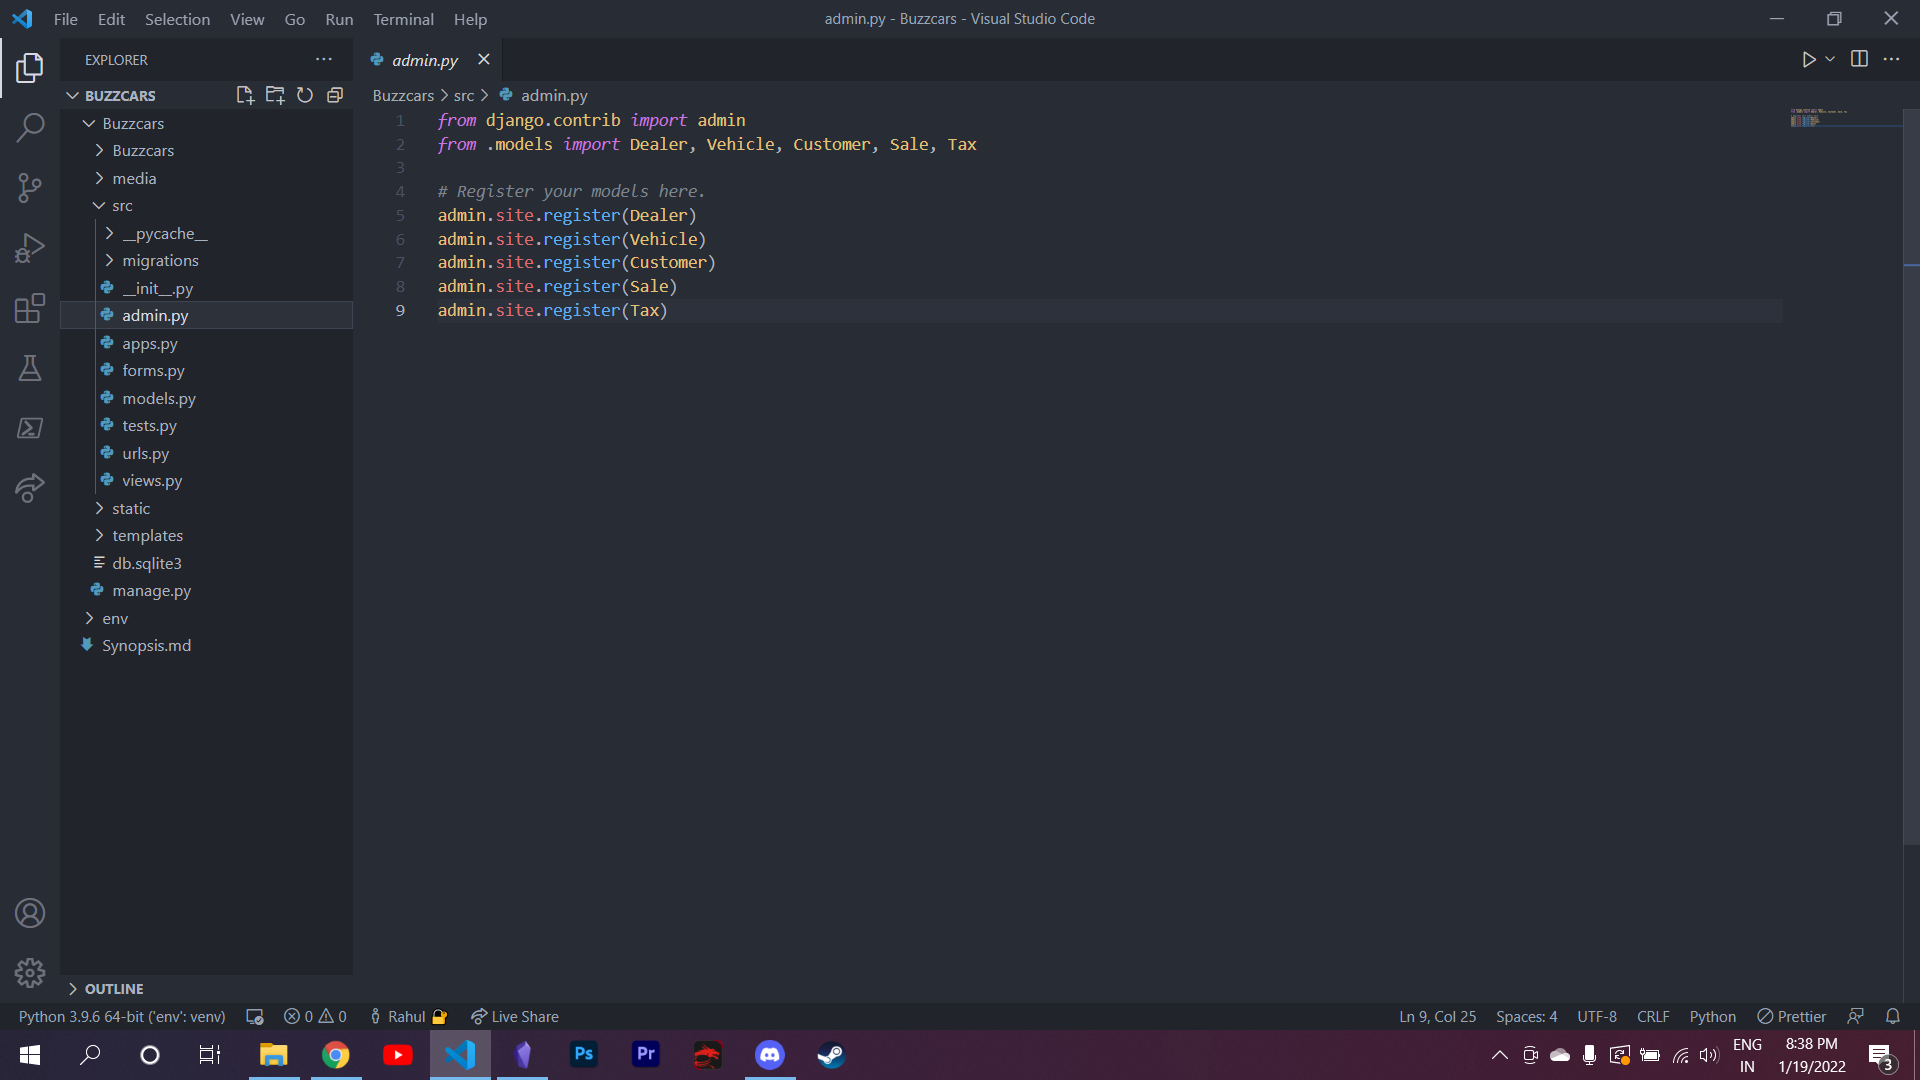 File Edit Selection View Go Run Terminal Help
admin.py - Buzzcars - Visual Studio Code
EXPLORER
BUZZCARS
Buzzcars
Buzzcars
media
src
__pycache__
migrations
__init__.py
admin.py
apps.py
forms.py
models.py
tests.py
urls.py
views.py
static
templates
db.sqlite3
manage.py
env
Synopsis.md
OUTLINE
admin.py
Buzzcars > src > admin.py
1 from django.contrib import admin
2 from .models import Dealer, Vehicle, Customer, Sale, Tax
3
4 # Register your models here.
5 admin.site.register(Dealer)
6 admin.site.register(Vehicle)
7 admin.site.register(Customer)
8 admin.site.register(Sale)
9 admin.site.register(Tax)
Python 3.9.6 64-bit ('env': venv) 0 0 Rahul Live Share
Ln 9, Col 25 Spaces: 4 UTF-8 CRLF Python Prettier
Ps Pr
ENG
IN
8:38 PM
1/19/2022
3